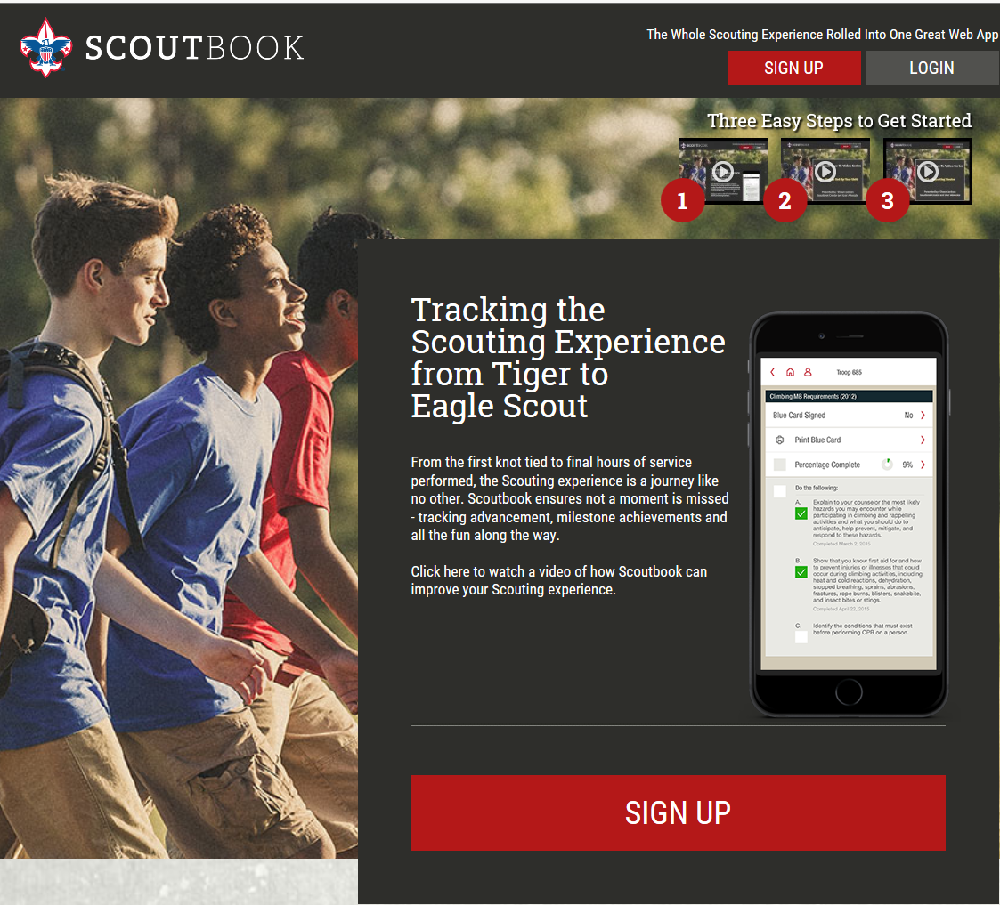 SCOUTBOOK
The Whole Scouting Experience Rolled Into One Great Web App
SIGN UP
LOGIN
Three Easy Steps to Get Started
1
2
3
Tracking the
Scouting Experience
from Tiger to
Eagle Scout
From the first knot tied to final hours of service
performed, the Scouting experience is a journey like
no other. Scoutbook ensures not a moment is missed
- tracking advancement, milestone achievements and
all the fun along the way.
Click here to watch a video of how Scoutbook can
improve your Scouting experience.
Troop 685
Climbing MB Requirements (2012)
Blue Card Signed No
Print Blue Card
Percentage Complete 9%
Do the following:
A. Explain to your counselor the most likely
hazards you may encounter while
participating in climbing and rappelling
activities and what you should do to
anticipate, help prevent, mitigate, and
respond to these hazards.
Completed March 2, 2015
B. Show that you know first aid for and how
to prevent injuries or illnesses that could
occur during climbing activities, including
heat and cold reactions, dehydration,
stopped breathing, sprains, abrasions,
fractures, rope burns, blisters, snakebite,
and insect bites or stings.
Completed April 22, 2015
C. Identify the conditions that must exist
before performing CPR on a person.
SIGN UP